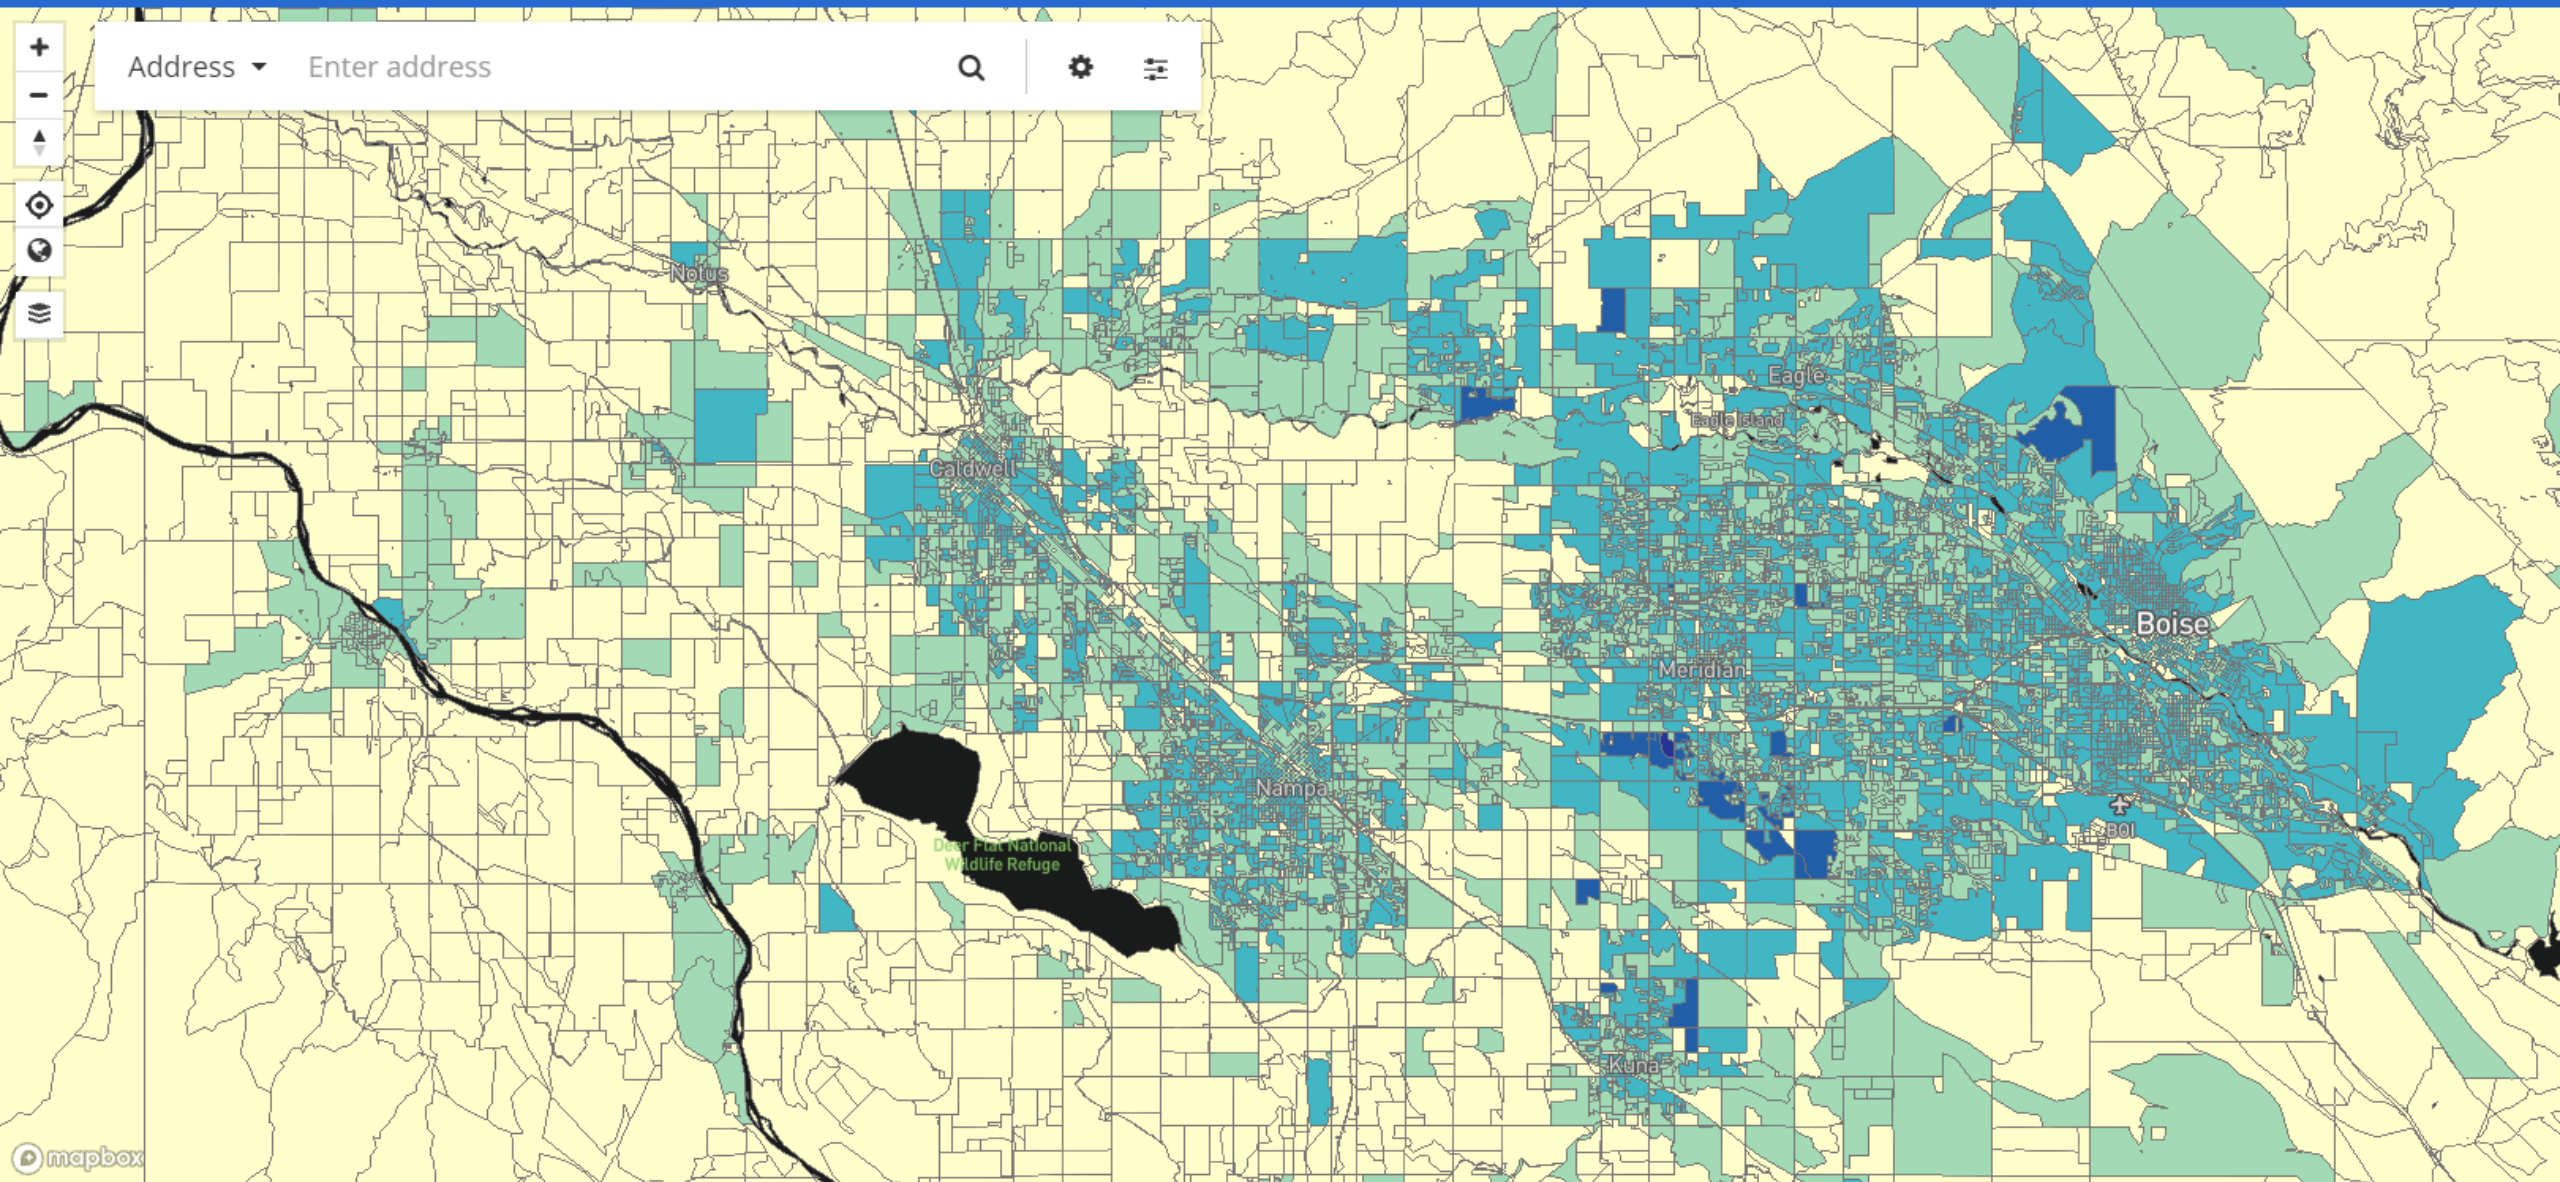 Address
Enter address
Notus
Eagle
Eagle Island
Caldwell
Boise
Meridian
Nampa
BOI
Deer Flat National
Wildlife Refuge
Kuna
mapbox